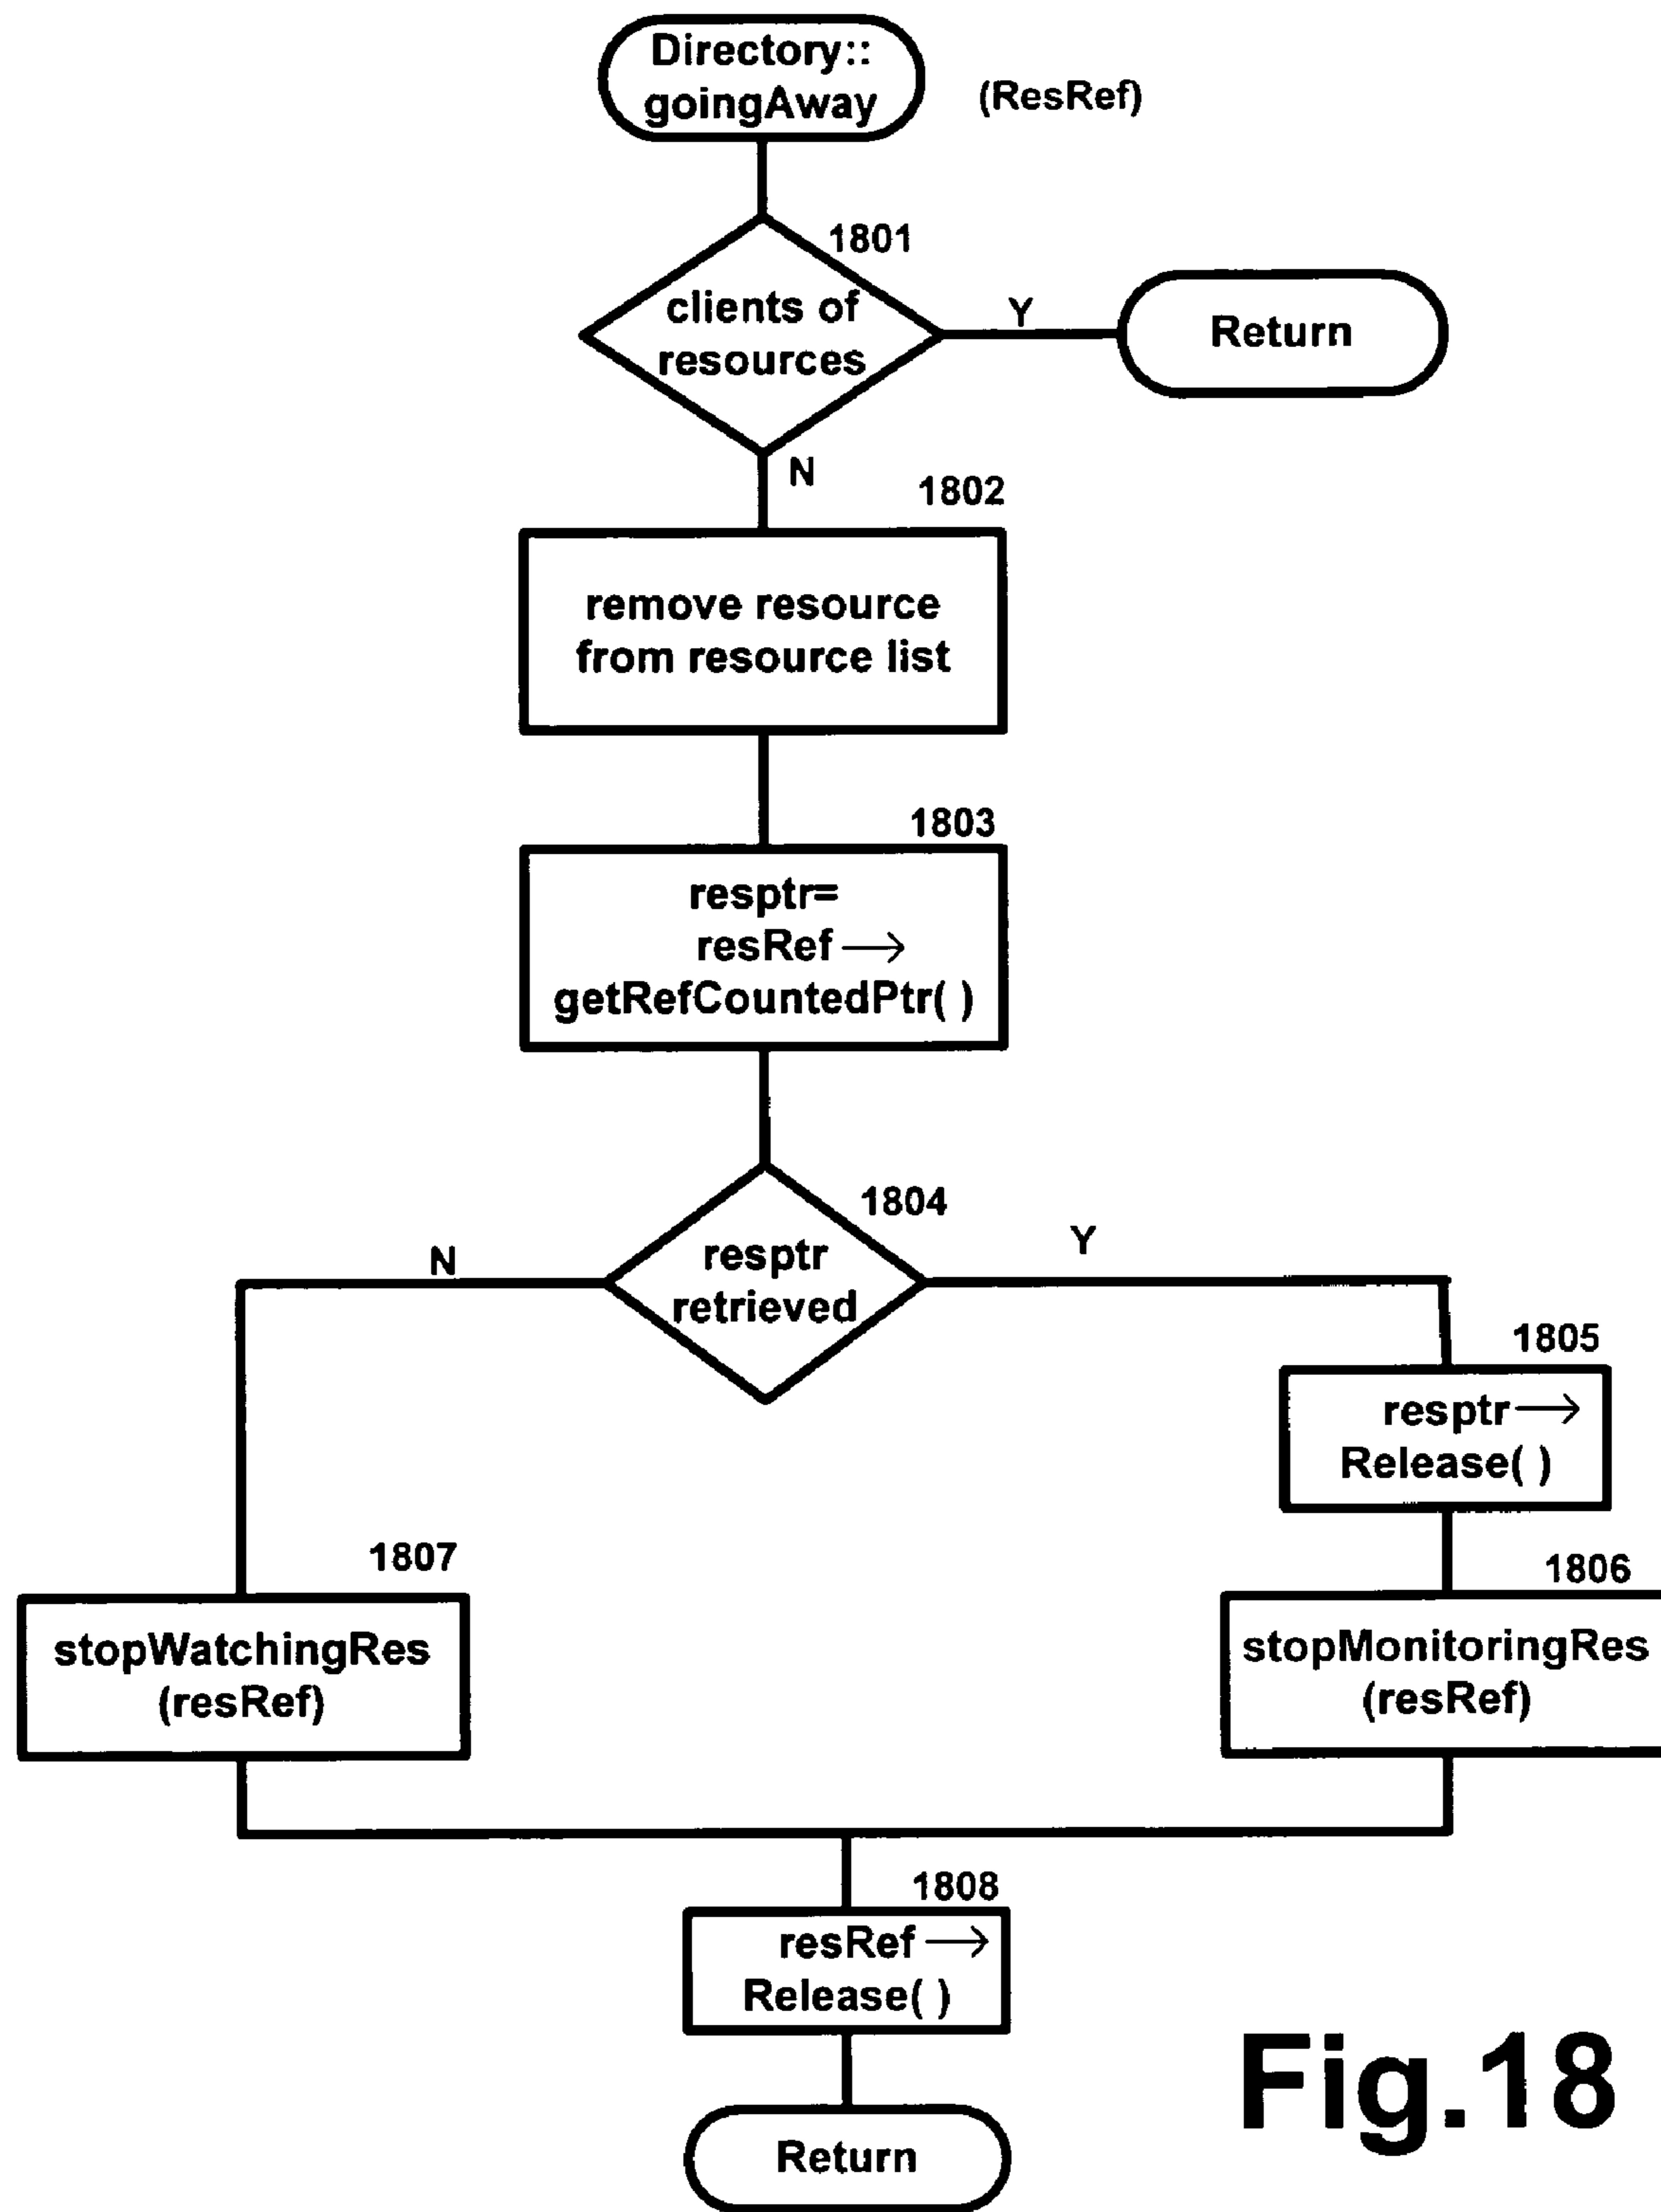 Directory::
goingAway
(ResRef)
1801
clients of
resources
Y
Return
N
1802
remove resource
from resource list
1803
resptr=
resRef →
getRefCountedPtr( )
1804
resptr
retrieved
N
Y
1805
resptr →
Release( )
1807
stopWatchingRes
(resRef)
1806
stopMonitoringRes
(resRef)
1808
resRef →
Release( )
Return
Fig.18